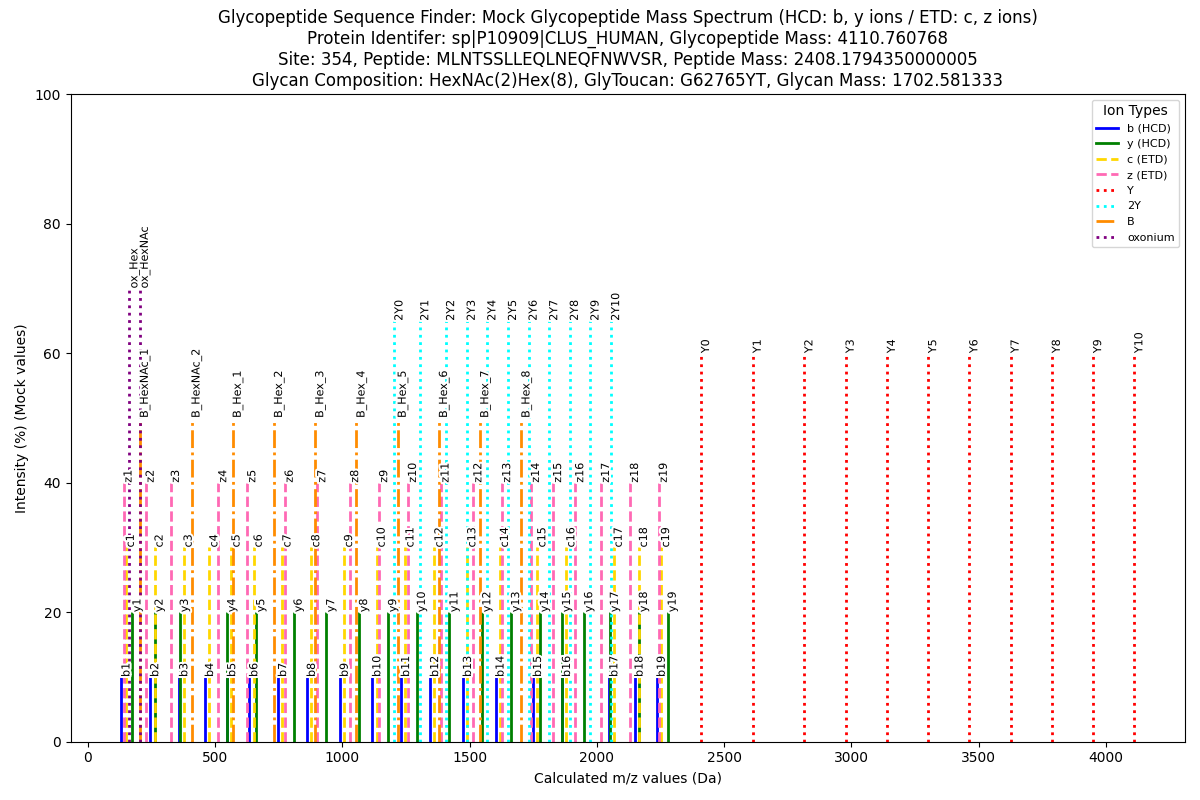 Glycopeptide Sequence Finder: Mock Glycopeptide Mass Spectrum (HCD: b, y ions / ETD: c, z ions)
Protein Identifer: sp|P10909|CLUS_HUMAN, Glycopeptide Mass: 4110.760768
Site: 354, Peptide: MLNTSSLLEQLNEQFNWVSR, Peptide Mass: 2408.1794350000005
Glycan Composition: HexNAc(2)Hex(8), GlyToucan: G62765YT, Glycan Mass: 1702.581333
Intensity (%) (Mock values)
100
80
60
40
20
0
Ion Types
b (HCD)
y (HCD)
c (ETD)
z (ETD)
Y
2Y
B
oxonium
ox_Hex ox_HexNAc
2Y0 2Y1 2Y2 2Y3 2Y4 2Y5 2Y6 2Y7 2Y8 2Y9 2Y10
Y0 Y1 Y2 Y3 Y4 Y5 Y6 Y7 Y8 Y9 Y10
B_HexNAc_1 B_HexNAc_2 B_Hex_1 B_Hex_2 B_Hex_3 B_Hex_4 B_Hex_5 B_Hex_6 B_Hex_7 B_Hex_8
z1 z2 z3 z4 z5 z6 z7 z8 z9 z10 z11 z12 z13 z14 z15 z16 z17 z18 z19
c1 c2 c3 c4 c5 c6 c7 c8 c9 c10 c11 c12 c13 c14 c15 c16 c17 c18 c19
y1 y2 y3 y4 y5 y6 y7 y8 y9 y10 y11 y12 y13 y14 y15 y16 y17 y18 y19
b1 b2 b3 b4 b5 b6 b7 b8 b9 b10 b11 b12 b13 b14 b15 b16 b17 b18 b19
0 500 1000 1500 2000 2500 3000 3500 4000
Calculated m/z values (Da)